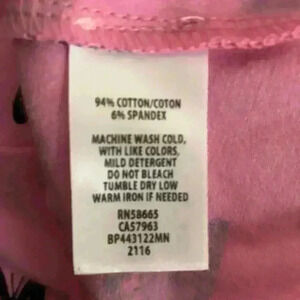 94% COTTON/COTON
6% SPANDEX
MACHINE WASH COLD,
WITH LIKE COLORS,
MILD DETERGENT
DO NOT BLEACH
TUMBLE DRY LOW
WARM IRON IF NEEDED
RN58665
CA57963
BP443122MN
2116